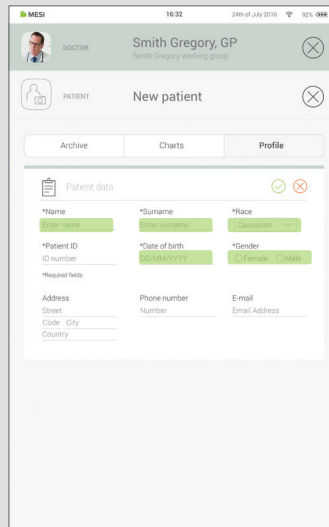 MESI 16:32 24th of July 2016 92%
DOCTOR
Smith Gregory, GP
Smith Gregory working group
PATIENT
New patient
Archive Charts Profile
Patient data
*Name *Surname *Race
Enter name Enter surname Caucasian
*Patient ID *Date of birth *Gender
ID number DD/MM/YYYY Female Male
*Required fields
Address Phone number E-mail
Street Number Email Address
Code City
Country